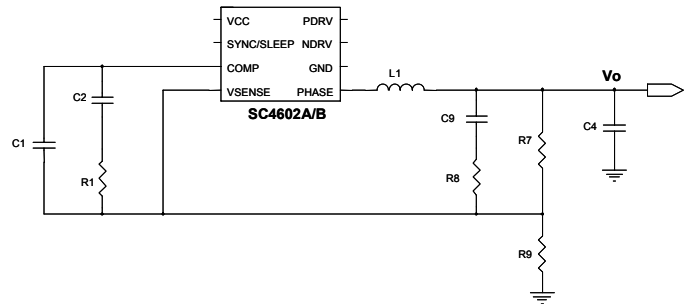 VCC PDRV
SYNC/SLEEP NDRV
COMP GND
VSENSE PHASE
SC4602A/B
L1
Vo
C1
C2
R1
C9
R8
R7
C4
R9